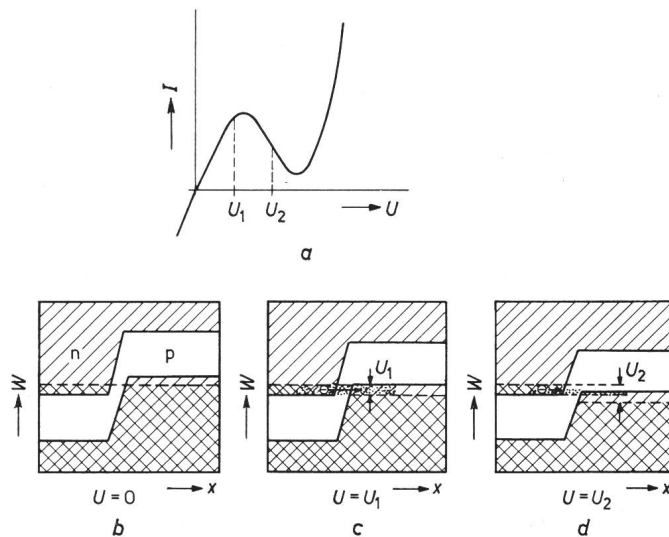 I
U₁ U₂ U
a
n p
W
U = 0 x
b
U₁
W
U = U₁ x
c
U₂
W
U = U₂ x
d